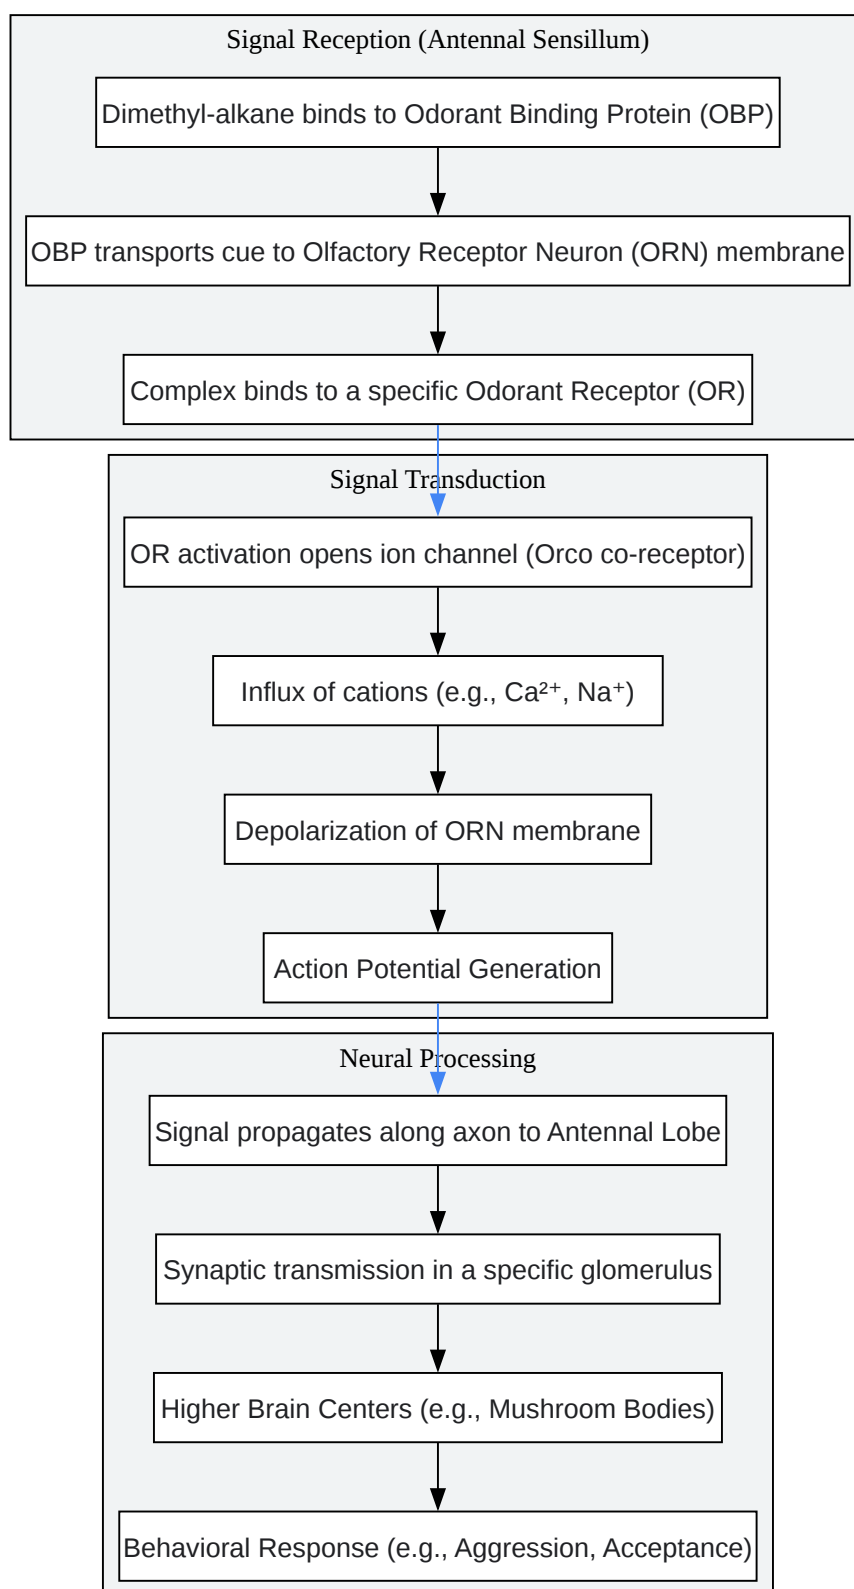 Signal Reception (Antennal Sensillum)
Dimethyl-alkane binds to Odorant Binding Protein (OBP)
OBP transports cue to Olfactory Receptor Neuron (ORN) membrane
Complex binds to a specific Odorant Receptor (OR)
Signal Transduction
OR activation opens ion channel (Orco co-receptor)
Influx of cations (e.g., Ca²⁺, Na⁺)
Depolarization of ORN membrane
Action Potential Generation
Neural Processing
Signal propagates along axon to Antennal Lobe
Synaptic transmission in a specific glomerulus
Higher Brain Centers (e.g., Mushroom Bodies)
Behavioral Response (e.g., Aggression, Acceptance)